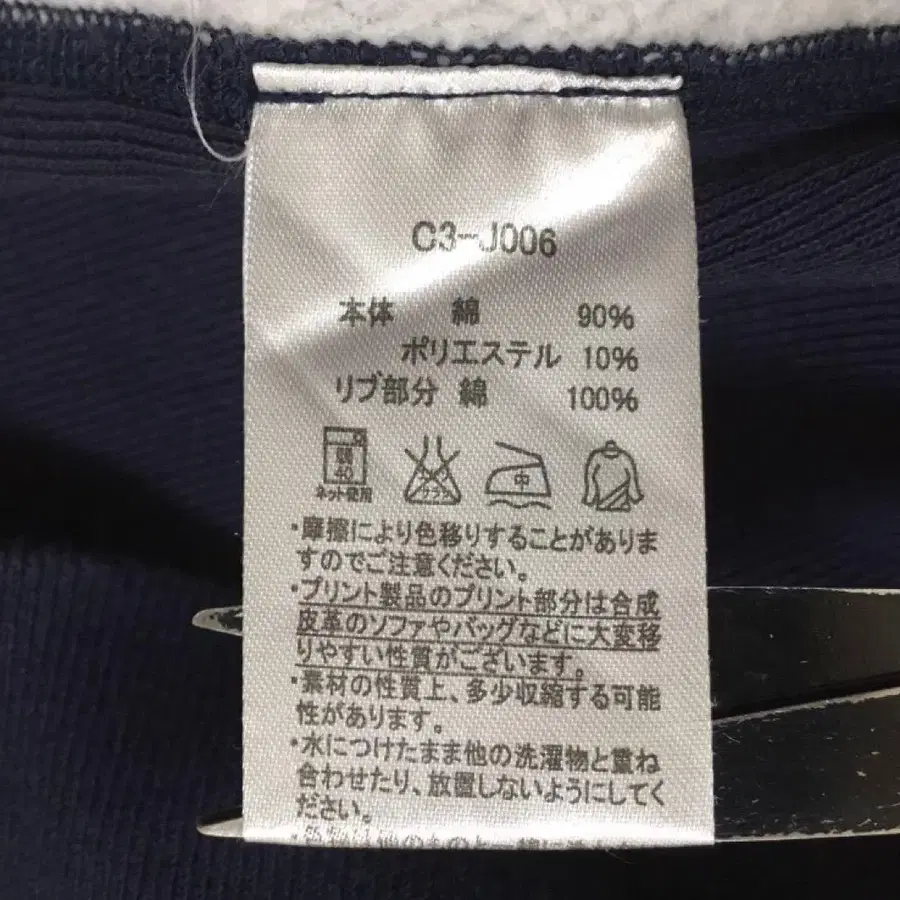 C3-J006
本体 綿 90%
ポリエステル 10%
リブ部分 綿 100%
弱
40
中
ネット使用
・摩擦により色移りすることがありま
すのでご注意ください。
・プリント製品のプリント部分は合成
皮革のソファやバッグなどに大変移
りやすい性質がございます。
・素材の性質上、多少収縮する可能
性があります。
・水につけたまま他の洗濯物と重ね
合わせたり、放置しないようにしてく
ださい。